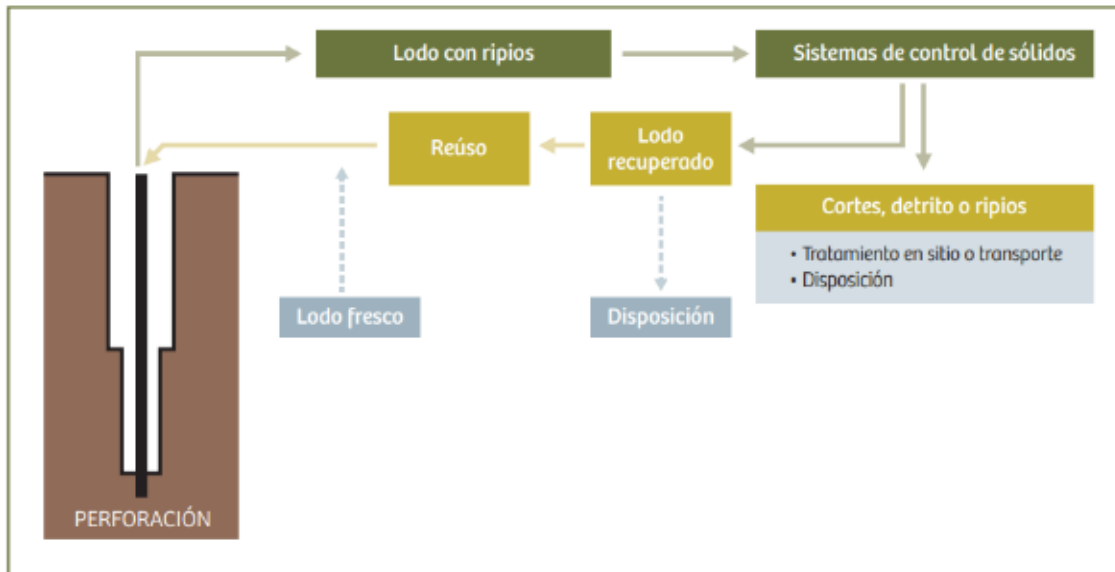 Lodo con ripios
Sistemas de control de sólidos
Reúso
Lodo
recuperado
Cortes, detrito o ripios
• Tratamiento en sitio o transporte
• Disposición
Lodo fresco
Disposición
PERFORACIÓN